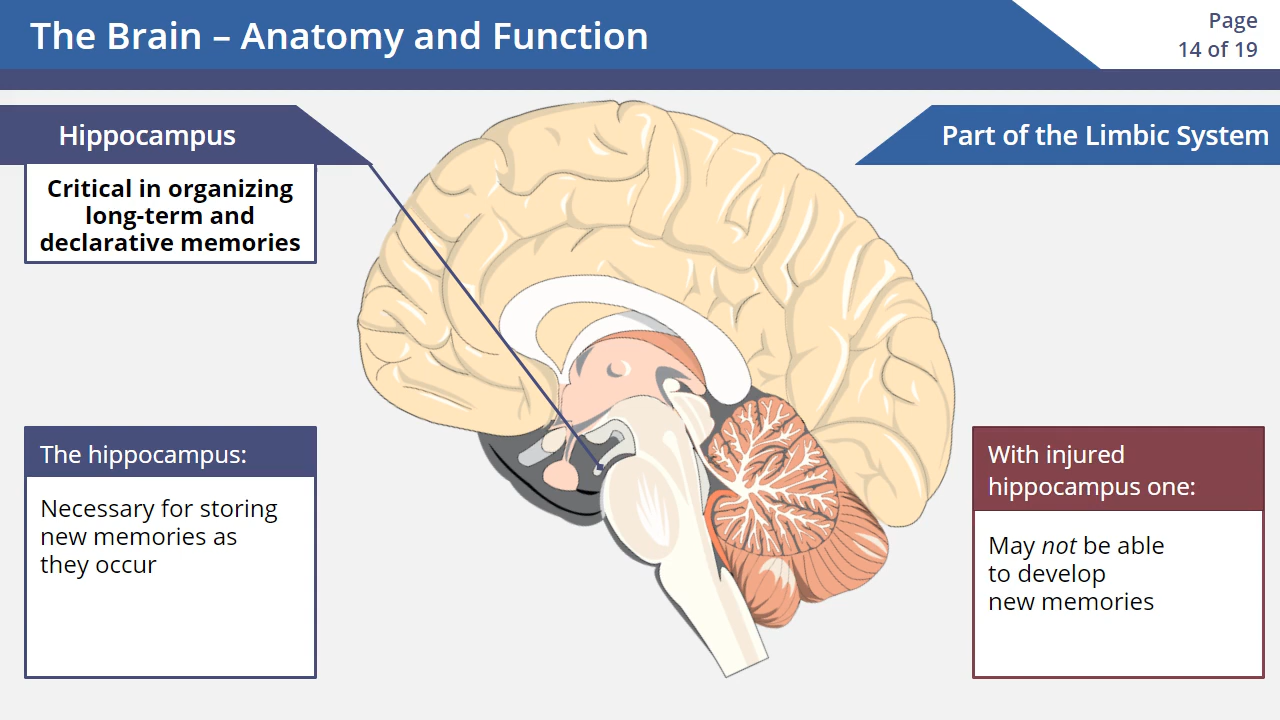 The Brain – Anatomy and Function
Page
14 of 19
Hippocampus
Part of the Limbic System
Critical in organizing
long-term and
declarative memories
The hippocampus:
Necessary for storing
new memories as
they occur
With injured
hippocampus one:
May not be able
to develop
new memories